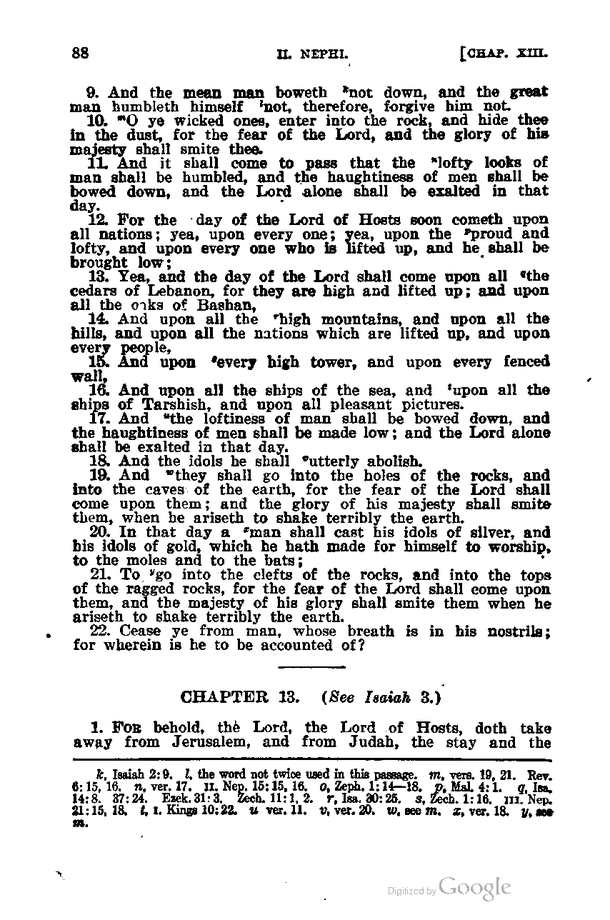 88 II. NEPHI. [CHAP. XIII.
9. And the mean man boweth ᵏnot down, and the great
man humbleth himself ˡnot, therefore, forgive him not.
10. ᵐO ye wicked ones, enter into the rock, and hide thee
in the dust, for the fear of the Lord, and the glory of his
majesty shall smite thee.
11. And it shall come to pass that the ⁿlofty looks of
man shall be humbled, and the haughtiness of men shall be
bowed down, and the Lord alone shall be exalted in that
day.
12. For the day of the Lord of Hosts soon cometh upon
all nations; yea, upon every one; yea, upon the ᵖproud and
lofty, and upon every one who is lifted up, and he shall be
brought low;
13. Yea, and the day of the Lord shall come upon all qthe
cedars of Lebanon, for they are high and lifted up; and upon
all the oaks of Bashan,
14. And upon all the ʳhigh mountains, and upon all the
hills, and upon all the nations which are lifted up, and upon
every people,
15. And upon ˢevery high tower, and upon every fenced
wall,
16. And upon all the ships of the sea, and ᵗupon all the
ships of Tarshish, and upon all pleasant pictures.
17. And ᵘthe loftiness of man shall be bowed down, and
the haughtiness of men shall be made low; and the Lord alone
shall be exalted in that day.
18. And the idols he shall ᵛutterly abolish.
19. And ʷthey shall go into the holes of the rocks, and
into the caves of the earth, for the fear of the Lord shall
come upon them; and the glory of his majesty shall smite
them, when he ariseth to shake terribly the earth.
20. In that day a ˣman shall cast his idols of silver, and
his idols of gold, which he hath made for himself to worship,
to the moles and to the bats;
21. To ʸgo into the clefts of the rocks, and into the tops
of the ragged rocks, for the fear of the Lord shall come upon
them, and the majesty of his glory shall smite them when he
ariseth to shake terribly the earth.
22. Cease ye from man, whose breath is in his nostrils;
for wherein is he to be accounted of?
CHAPTER 13. (See Isaiah 3.)
1. FOR behold, the Lord, the Lord of Hosts, doth take
away from Jerusalem, and from Judah, the stay and the
k, Isaiah 2:9. l, the word not twice used in this passage. m, vers. 19, 21. Rev.
6:15, 16. n, ver. 17. II. Nep. 15:15, 16. o, Zeph. 1:14—18. p, Mal. 4:1. q, Isa.
14:8. 37:24. Ezek. 31:3. Zech. 11:1, 2. r, Isa. 30:25. s, Zech. 1:16. III. Nep.
21:15, 18. t, I. Kings 10:22. u ver. 11. v, ver. 20. w, see m. x, ver. 18. y, see
m.
Digitized by Google